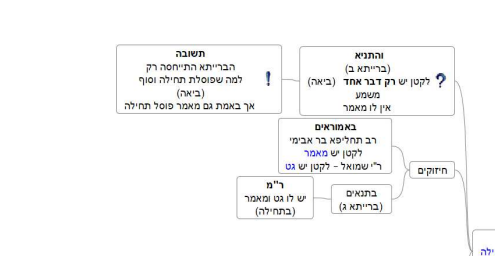 והתניא
(ברייתא ב)
לקטן יש רק דבר אחד (ביאה)
משמע
אין לו מאמר
תשובה
הברייתא התייחסה רק
למה שפוסלת תחילה וסוף
(ביאה)
אך באמת גם מאמר פוסל תחילה
חיזוקים
באמוראים
רב תחליפא בר אבימי
לקטן יש מאמר
ר"י שמואל - לקטן יש גט
בתנאים
(ברייתא ג)
ר"מ
יש לו גט ומאמר
(בתחילה)